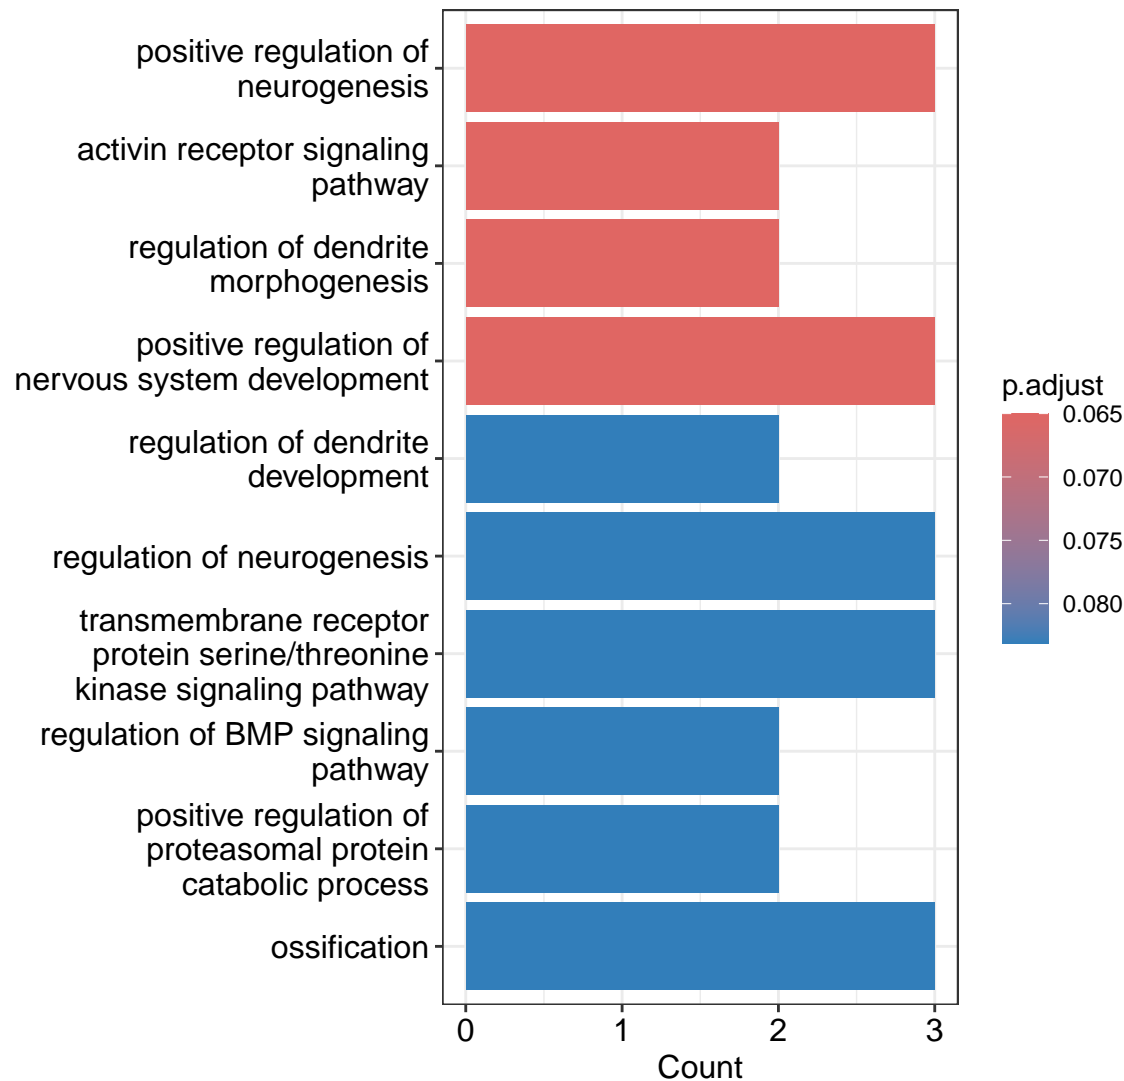 positive regulation of
neurogenesis
activin receptor signaling
pathway
regulation of dendrite
morphogenesis
positive regulation of
nervous system development
regulation of dendrite
development
regulation of neurogenesis
transmembrane receptor
protein serine/threonine
kinase signaling pathway
regulation of BMP signaling
pathway
positive regulation of
proteasomal protein
catabolic process
ossification
0 1 2 3
Count
p.adjust
0.065
0.070
0.075
0.080